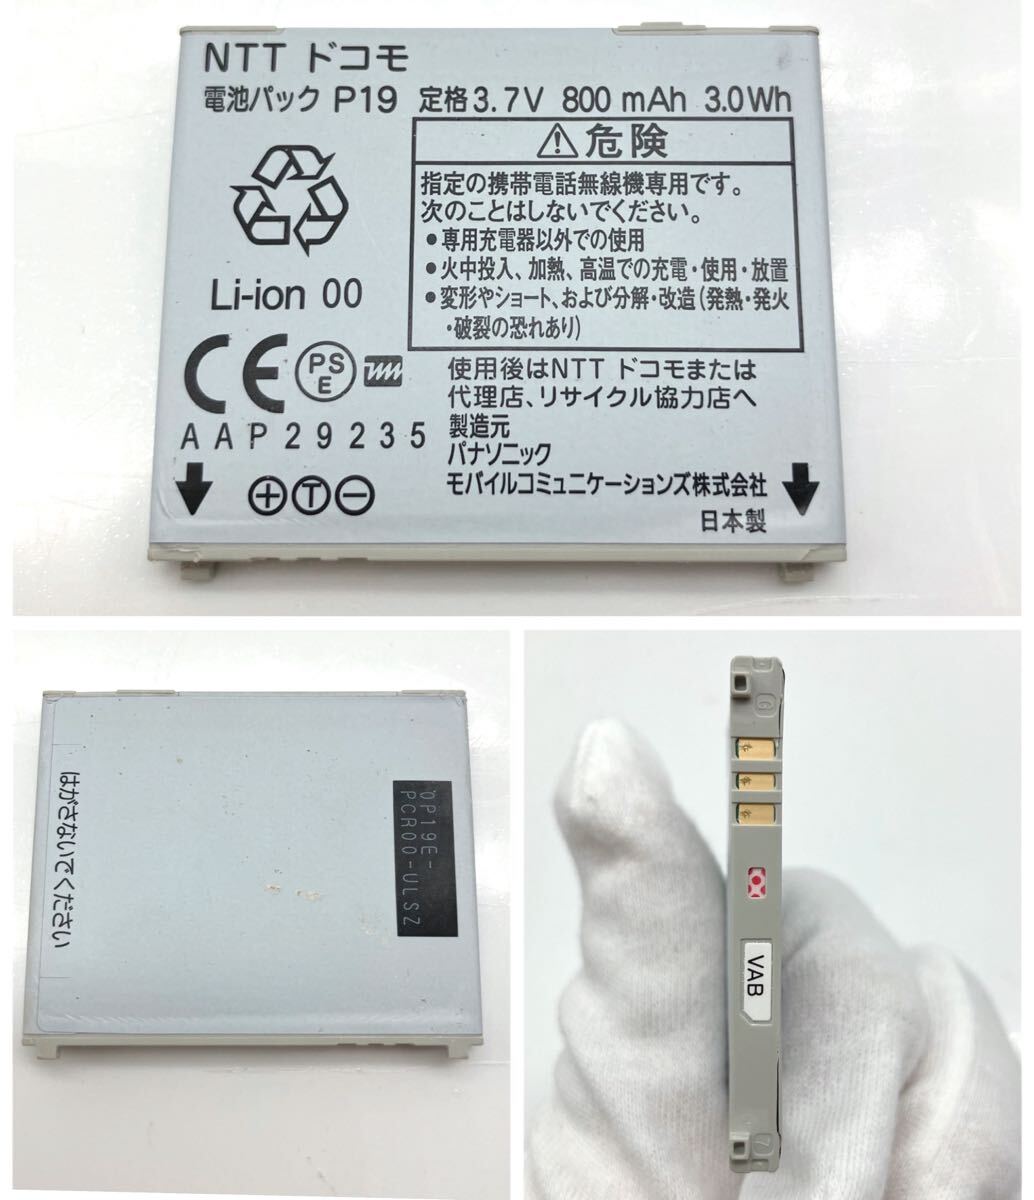 NTT ドコモ
電池パック P19 定格3.7V 800 mAh 3.0Wh
⚠危険
指定の携帯電話無線機専用です。
次のことはしないでください。
•専用充電器以外での使用
•火中投入、加熱、高温での充電・使用・放置
•変形やショート、および分解・改造(発熱・発火
・破裂の恐れあり)
Li-ion 00
CE
PS
E
AAP29235
使用後はNTT ドコモまたは
代理店、リサイクル協力店へ
製造元
パナソニック
モバイルコミュニケーションズ株式会社
日本製
+ T −
はがさないでください
QP19E-
PCR00-ULSZ
G
VAB
7